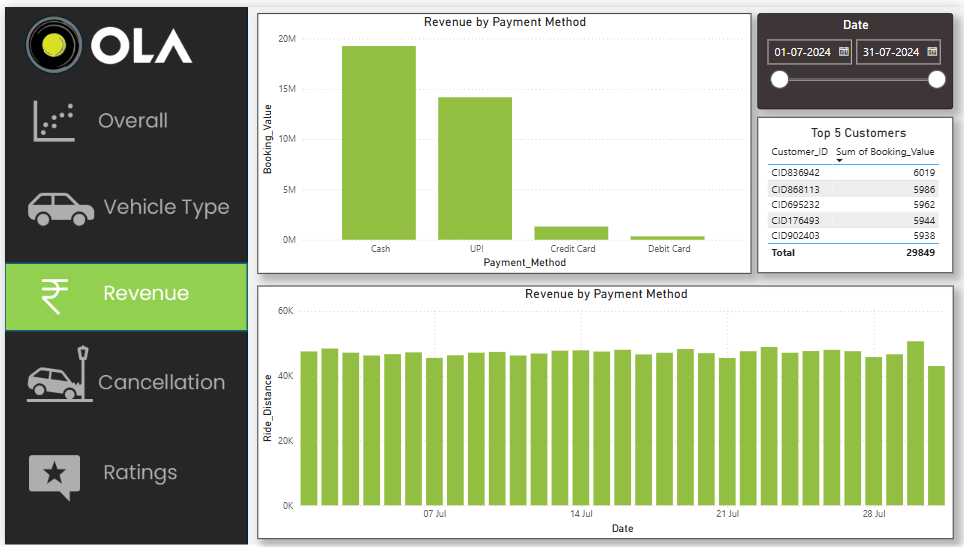 OLA
Overall
Vehicle Type
₹
Revenue
Cancellation
Ratings
Revenue by Payment Method
20M
15M
10M
5M
0M
Booking_Value
Cash UPI Credit Card Debit Card
Payment_Method
Date
01-07-2024 31-07-2024
Top 5 Customers
Customer_ID Sum of Booking_Value
CID836942 6019
CID868113 5986
CID695232 5962
CID176493 5944
CID902403 5938
Total 29849
Revenue by Payment Method
60K
40K
20K
0K
Ride_Distance
07 Jul 14 Jul 21 Jul 28 Jul
Date